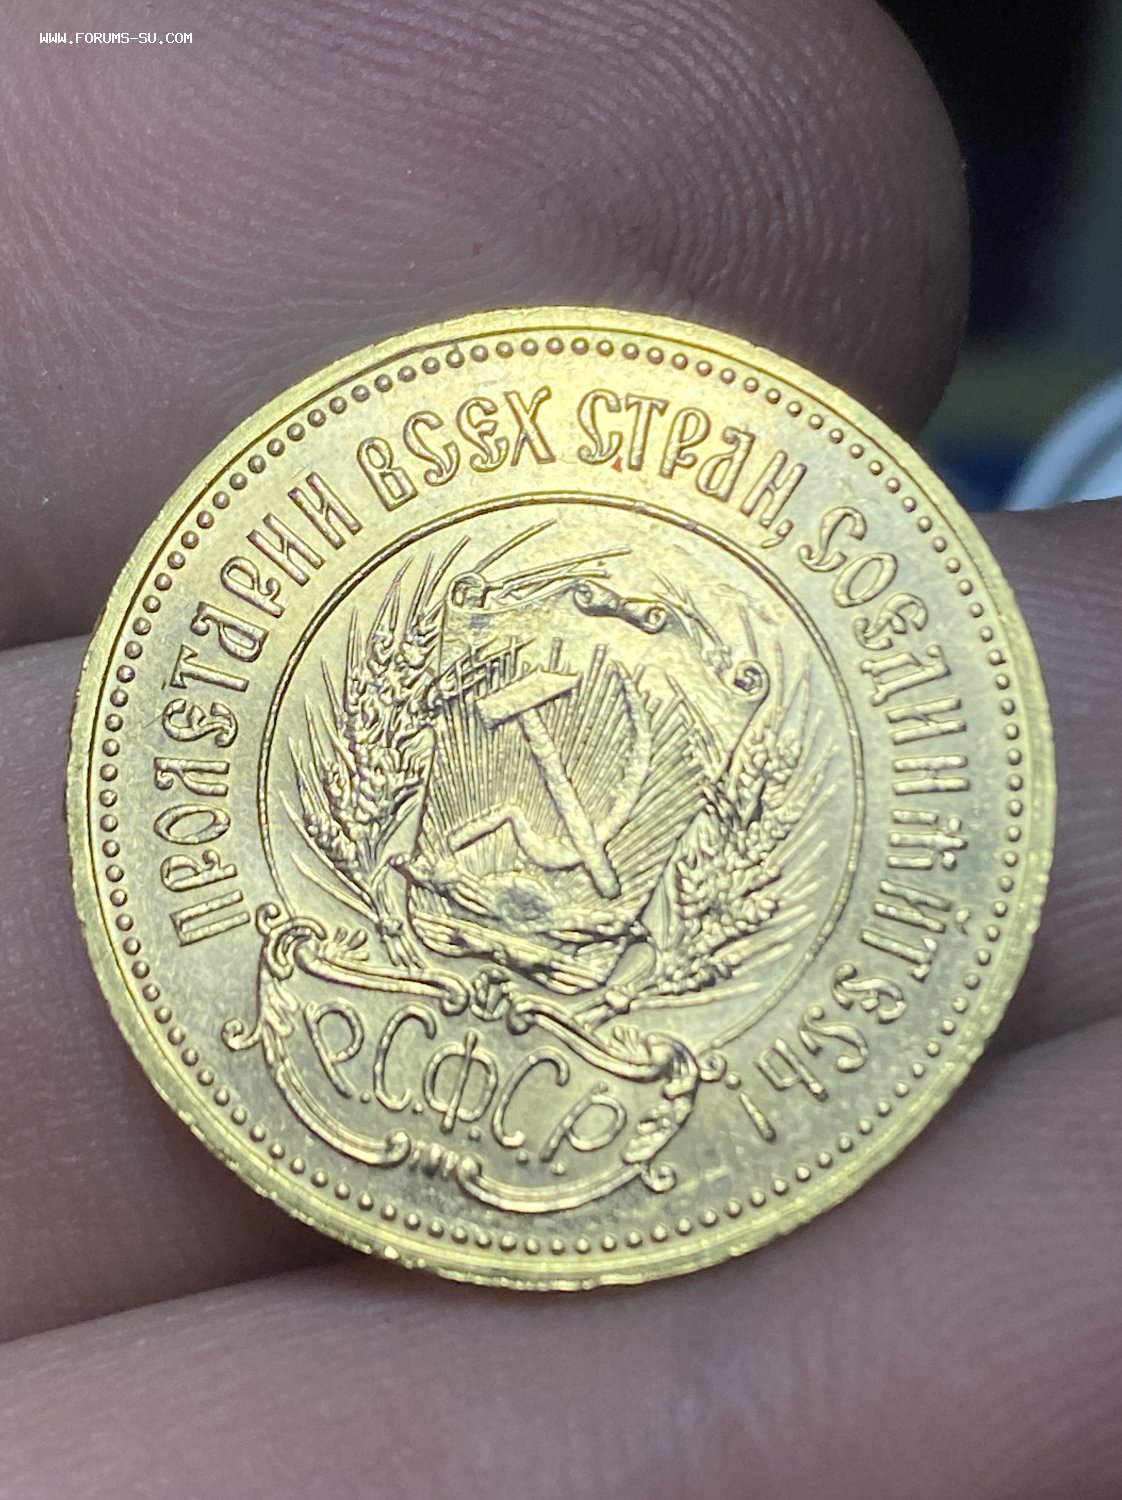 WWW.FORUMS-SU.COM
ПРОЛЕТАРИИ ВСЕХ СТРАН, СОЕДИНЯЙТЕСЬ!
Р.С.Ф.С.Р.